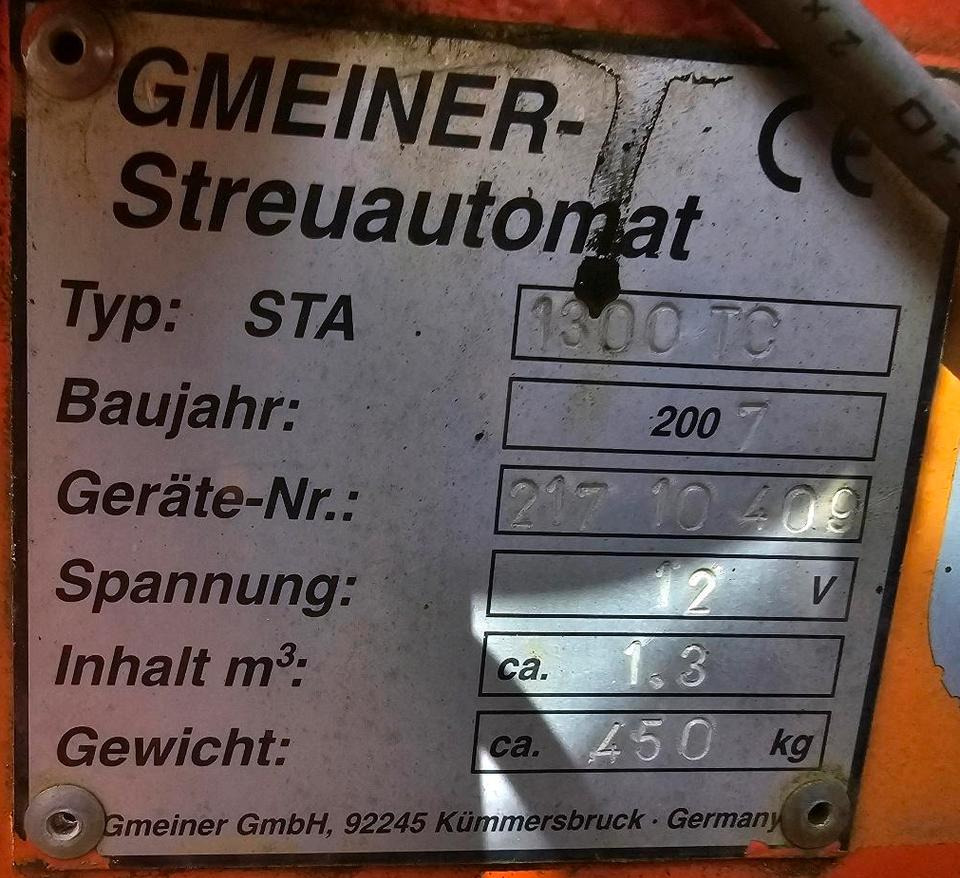 GMEINER-
Streuautomat
CE
Typ: STA 1300 TC
Baujahr: 2007
Geräte-Nr.: 217 10 409
Spannung: 12 V
Inhalt m³: ca. 1.3
Gewicht: ca. 450 kg
Gmeiner GmbH, 92245 Kümmersbruck · Germany